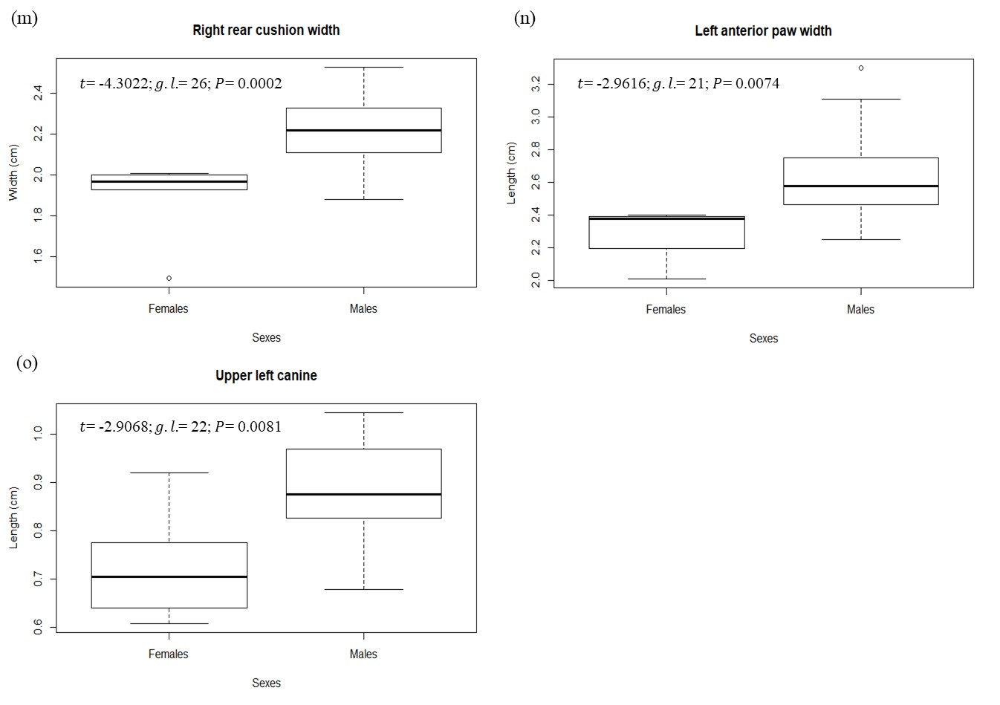 (m)
Right rear cushion width
t= -4.3022; g. l.= 26; P= 0.0002
Width (cm)
2.4
2.2
2.0
1.8
1.6
Females
Males
Sexes
(n)
Left anterior paw width
t= -2.9616; g. l.= 21; P= 0.0074
Length (cm)
3.2
3.0
2.8
2.6
2.4
2.2
2.0
Females
Males
Sexes
(o)
Upper left canine
t= -2.9068; g. l.= 22; P= 0.0081
Length (cm)
1.0
0.9
0.8
0.7
0.6
Females
Males
Sexes